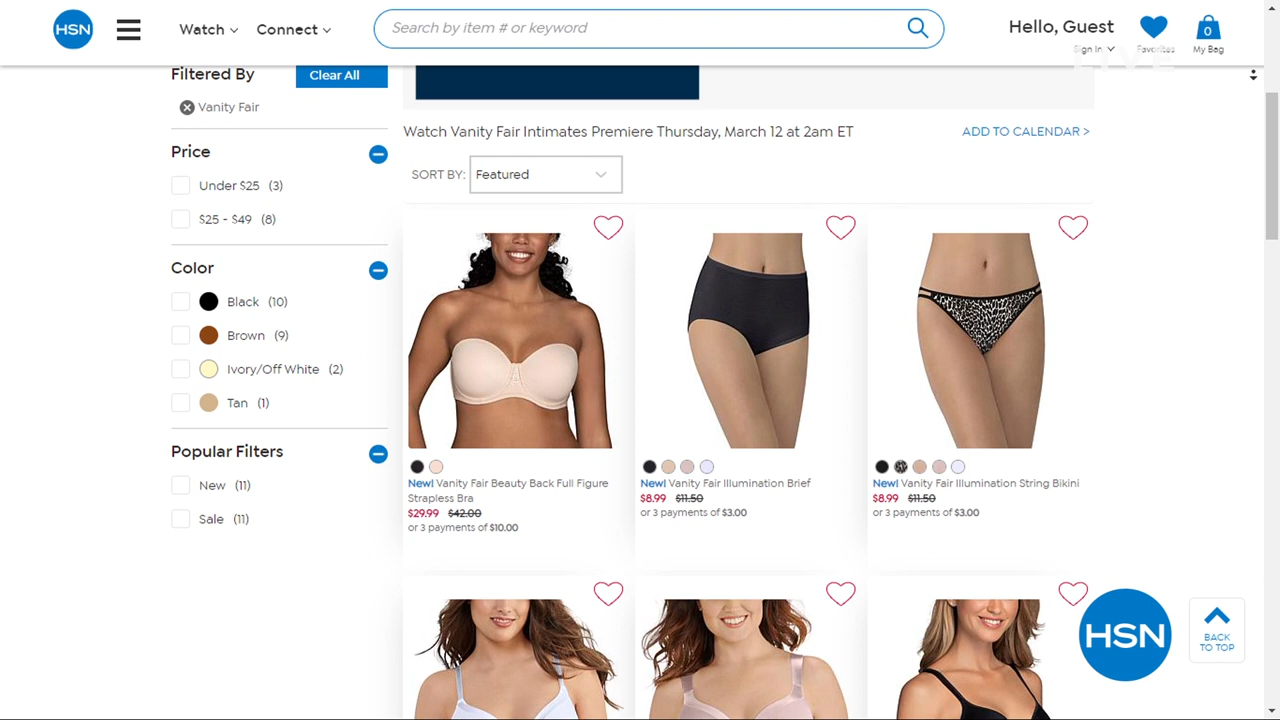 HSN
Watch
Connect
Search by item # or keyword
Hello, Guest
Sign In
Favorites
0
My Bag
LIVE
Filtered By
Clear All
Vanity Fair
Price
Under $25 (3)
$25 - $49 (8)
Color
Black (10)
Brown (9)
Ivory/Off White (2)
Tan (1)
Popular Filters
New (11)
Sale (11)
Watch Vanity Fair Intimates Premiere Thursday, March 12 at 2am ET
ADD TO CALENDAR >
SORT BY: Featured
New! Vanity Fair Beauty Back Full Figure
Strapless Bra
$29.99 $42.00
or 3 payments of $10.00
New! Vanity Fair Illumination Brief
$8.99 $11.50
or 3 payments of $3.00
New! Vanity Fair Illumination String Bikini
$8.99 $11.50
or 3 payments of $3.00
HSN
BACK
TO TOP